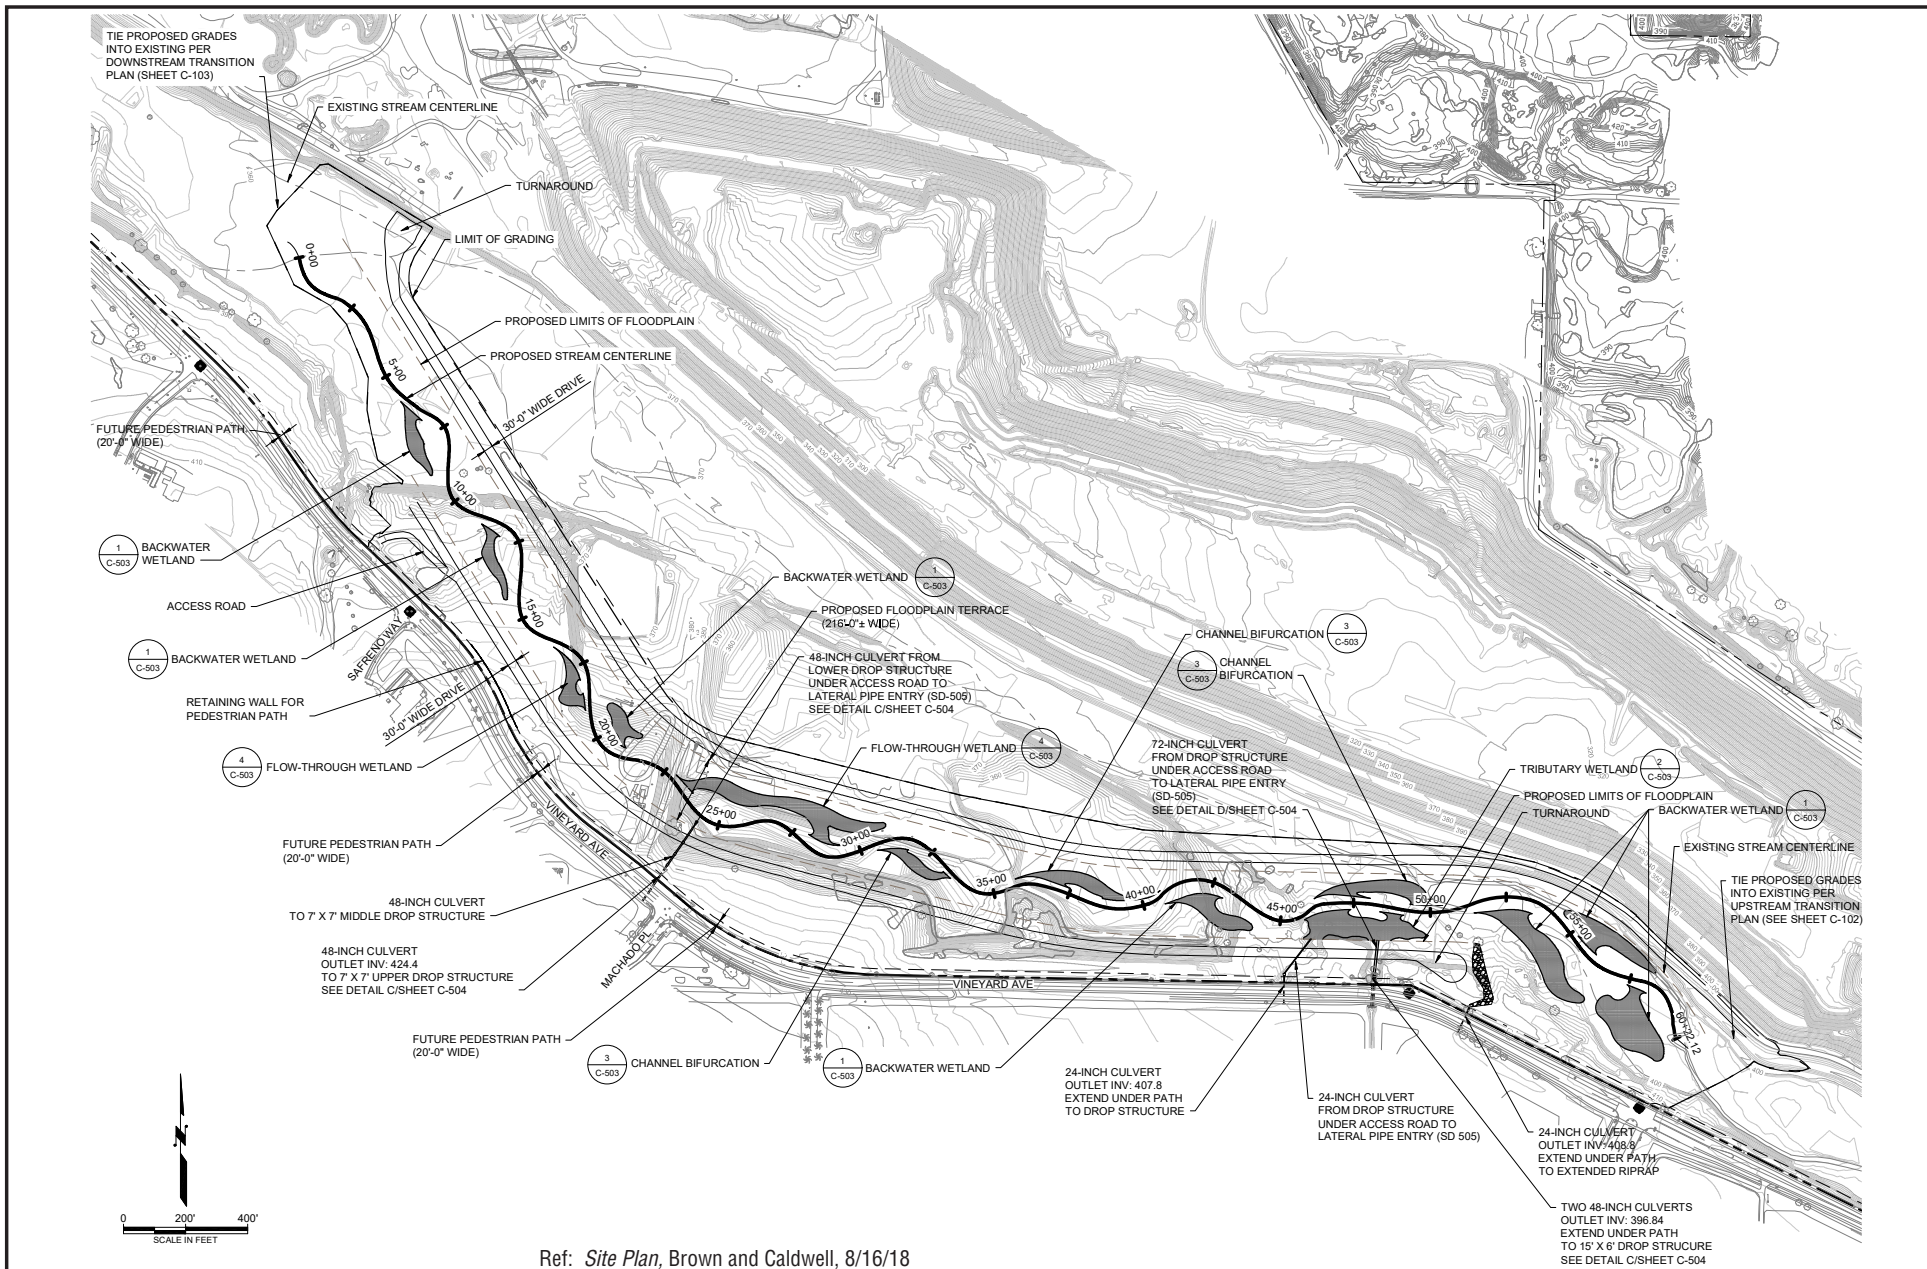 TIE PROPOSED GRADES
INTO EXISTING PER
DOWNSTREAM TRANSITION
PLAN (SHEET C-103)
EXISTING STREAM CENTERLINE
TURNAROUND
LIMIT OF GRADING
0+00
PROPOSED LIMITS OF FLOODPLAIN
PROPOSED STREAM CENTERLINE
5+00
30'-0" WIDE DRIVE
FUTURE PEDESTRIAN PATH
(20'-0" WIDE)
10+00
1
C-503
BACKWATER
WETLAND
ACCESS ROAD
15+00
1
C-503
BACKWATER WETLAND
SAFRENO WAY
RETAINING WALL FOR
PEDESTRIAN PATH
30'-0" WIDE DRIVE
4
C-503
FLOW-THROUGH WETLAND
20+00
BACKWATER WETLAND
1
C-503
PROPOSED FLOODPLAIN TERRACE
(216'-0"± WIDE)
48-INCH CULVERT FROM
LOWER DROP STRUCTURE
UNDER ACCESS ROAD TO
LATERAL PIPE ENTRY (SD-505)
SEE DETAIL C/SHEET C-504
FLOW-THROUGH WETLAND
4
C-503
CHANNEL BIFURCATION
3
C-503
3
C-503
CHANNEL
BIFURCATION
72-INCH CULVERT
FROM DROP STRUCTURE
UNDER ACCESS ROAD
TO LATERAL PIPE ENTRY
(SD-505)
SEE DETAIL D/SHEET C-504
TRIBUTARY WETLAND
2
C-503
PROPOSED LIMITS OF FLOODPLAIN
BACKWATER WETLAND
1
C-503
TURNAROUND
EXISTING STREAM CENTERLINE
TIE PROPOSED GRADES
INTO EXISTING PER
UPSTREAM TRANSITION
PLAN (SEE SHEET C-102)
VINEYARD AVE
FUTURE PEDESTRIAN PATH
(20'-0" WIDE)
25+00
30+00
35+00
40+00
45+00
50+00
55+00
60+22.12
48-INCH CULVERT
TO 7' X 7' MIDDLE DROP STRUCTURE
48-INCH CULVERT
OUTLET INV: 424.4
TO 7' X 7' UPPER DROP STRUCTURE
SEE DETAIL C/SHEET C-504
MACHADO PL
VINEYARD AVE
FUTURE PEDESTRIAN PATH
(20'-0" WIDE)
3
C-503
CHANNEL BIFURCATION
1
C-503
BACKWATER WETLAND
24-INCH CULVERT
OUTLET INV: 407.8
EXTEND UNDER PATH
TO DROP STRUCTURE
24-INCH CULVERT
FROM DROP STRUCTURE
UNDER ACCESS ROAD TO
LATERAL PIPE ENTRY (SD 505)
24-INCH CULVERT
OUTLET INV: 408.8
EXTEND UNDER PATH
TO EXTENDED RIPRAP
TWO 48-INCH CULVERTS
OUTLET INV: 396.84
EXTEND UNDER PATH
TO 15' X 6' DROP STRUCURE
SEE DETAIL C/SHEET C-504
N
0 200' 400'
SCALE IN FEET
Ref: Site Plan, Brown and Caldwell, 8/16/18